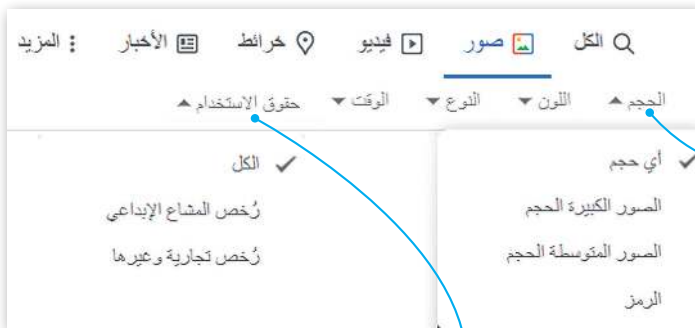 الكل صور فيديو خرائط الأخبار المزيد
الحجم اللون النوع الوقت حقوق الاستخدام
أي حجم
الصور الكبيرة الحجم
الصور المتوسطة الحجم
الرمز
الكل
رُخص المشاع الإبداعي
رُخص تجارية وغيرها